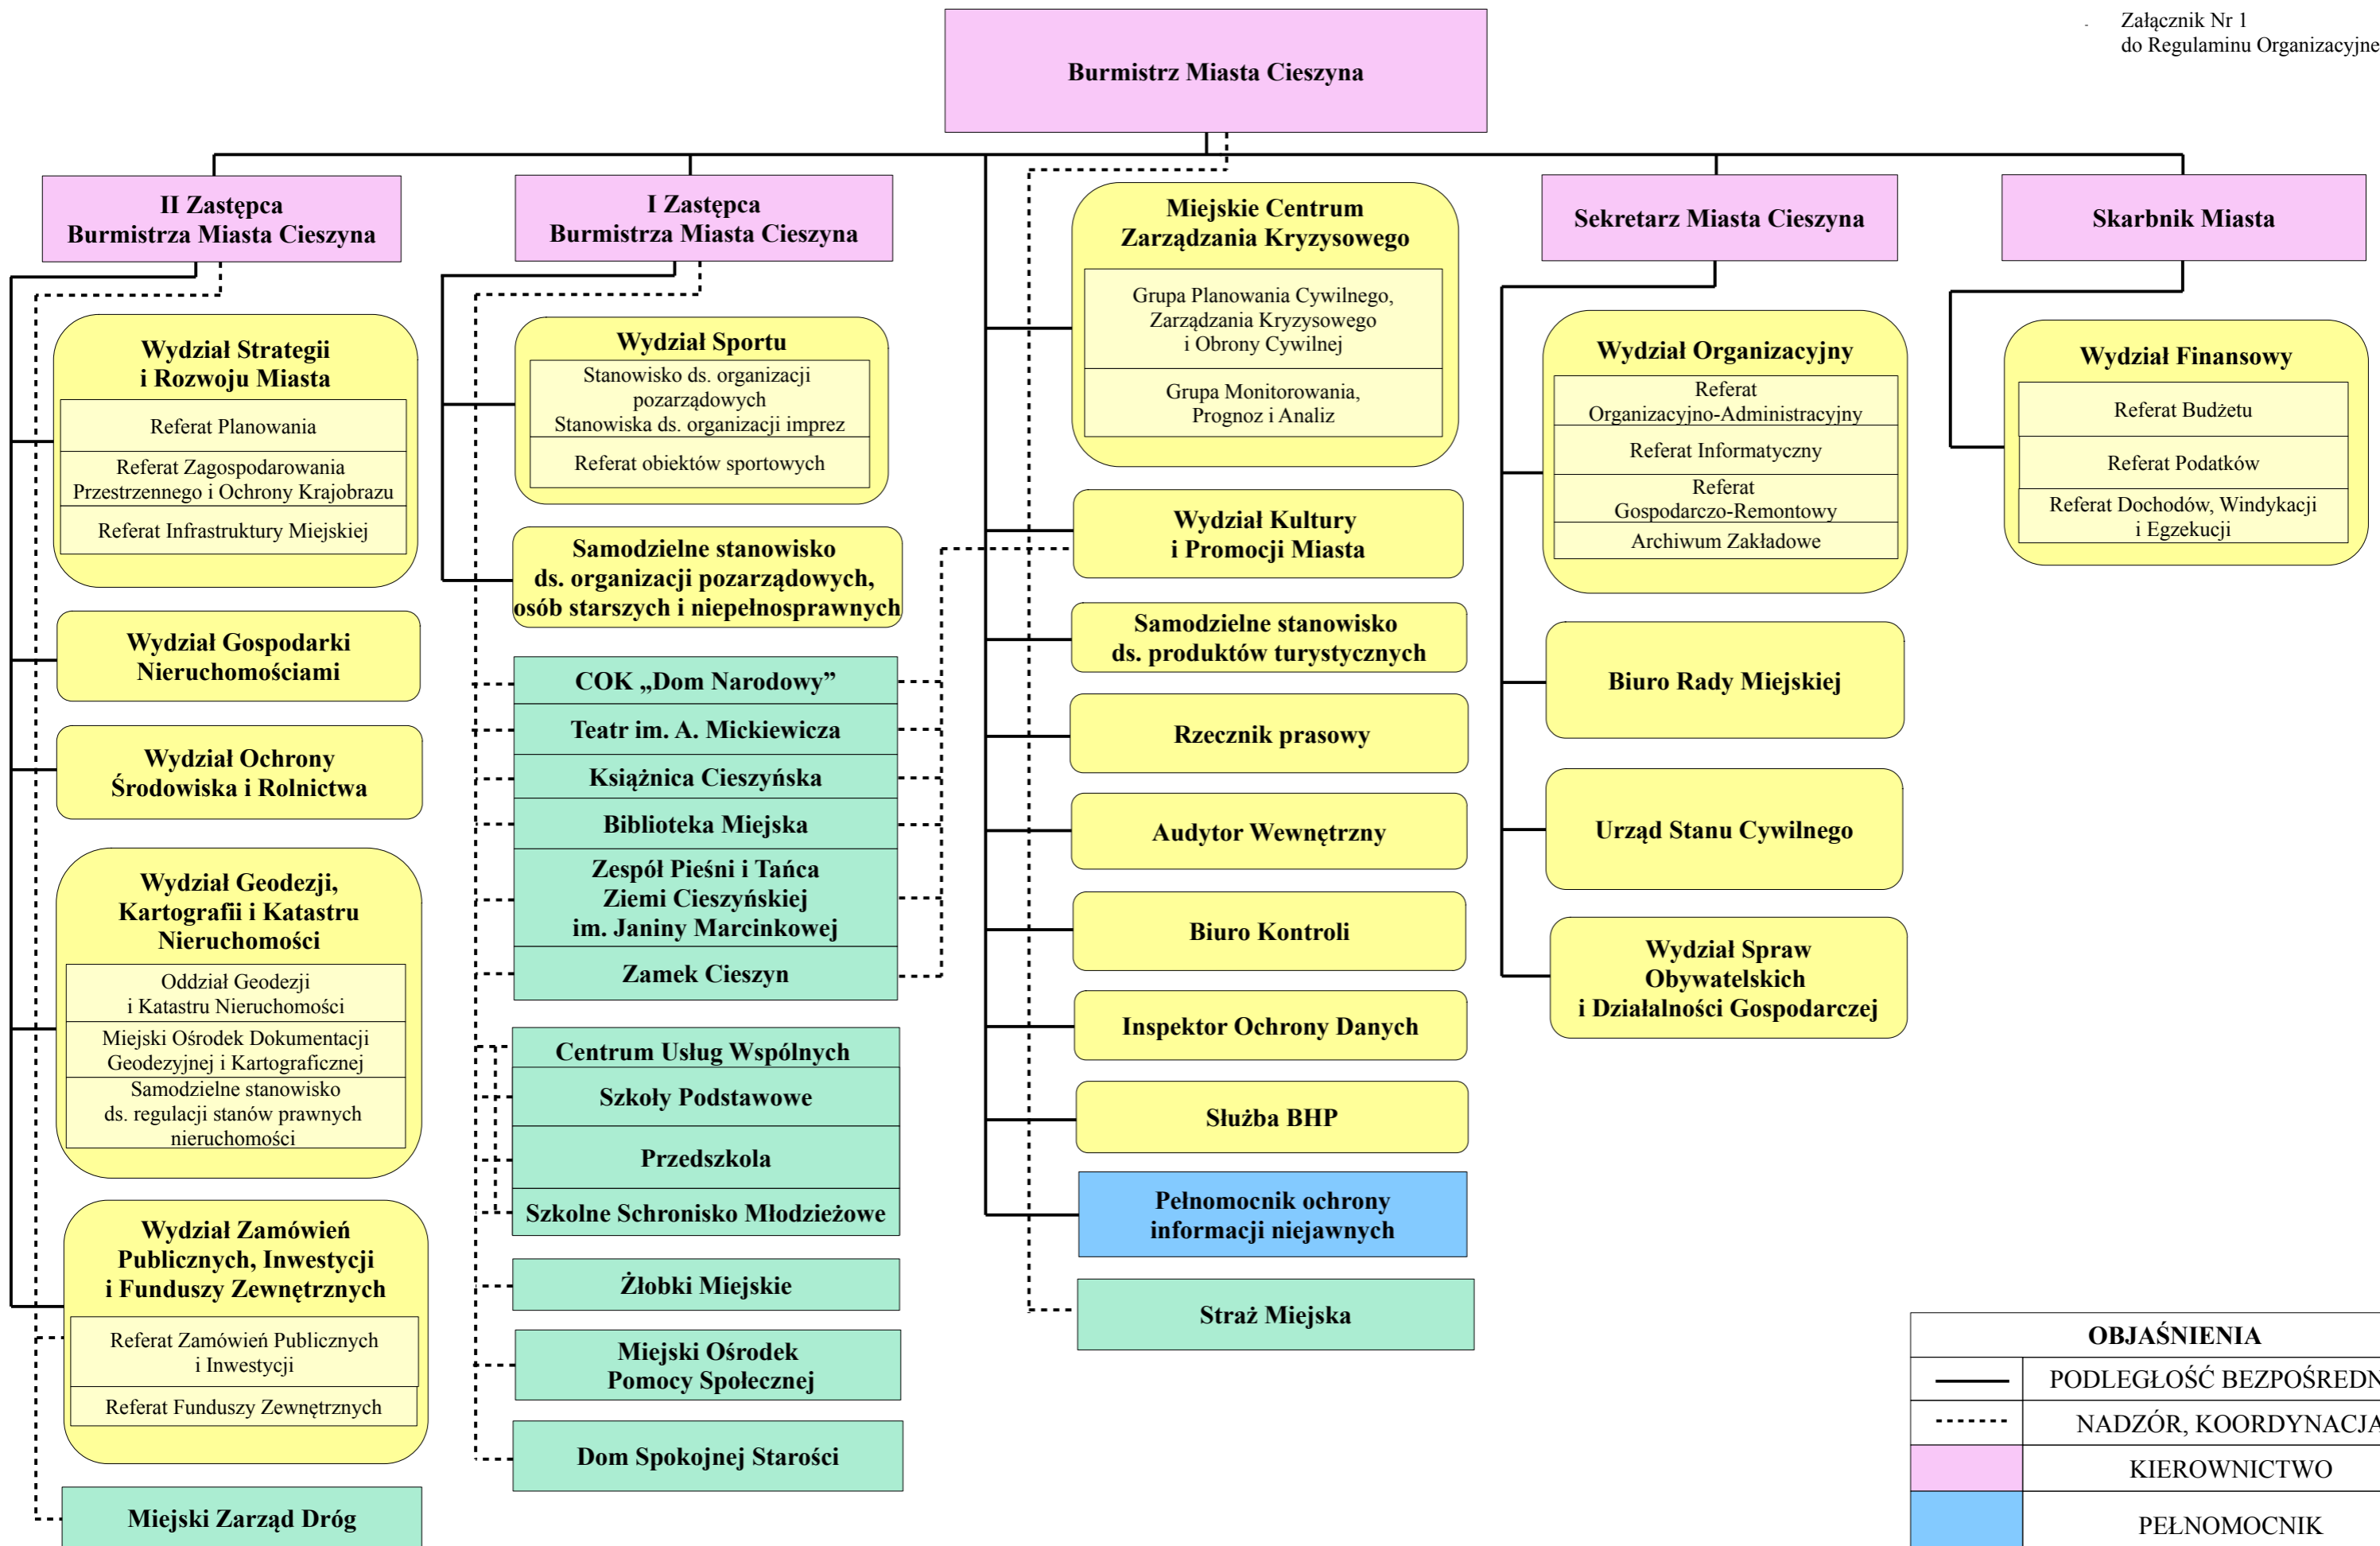 Załącznik Nr 1
do Regulaminu Organizacyjne
Burmistrz Miasta Cieszyna
II Zastępca
Burmistrza Miasta Cieszyna
I Zastępca
Burmistrza Miasta Cieszyna
Sekretarz Miasta Cieszyna
Skarbnik Miasta
Wydział Strategii
i Rozwoju Miasta
Referat Planowania
Referat Zagospodarowania
Przestrzennego i Ochrony Krajobrazu
Referat Infrastruktury Miejskiej
Wydział Gospodarki
Nieruchomościami
Wydział Ochrony
Środowiska i Rolnictwa
Wydział Geodezji,
Kartografii i Katastru
Nieruchomości
Oddział Geodezji
i Katastru Nieruchomości
Miejski Ośrodek Dokumentacji
Geodezyjnej i Kartograficznej
Samodzielne stanowisko
ds. regulacji stanów prawnych
nieruchomości
Wydział Zamówień
Publicznych, Inwestycji
i Funduszy Zewnętrznych
Referat Zamówień Publicznych
i Inwestycji
Referat Funduszy Zewnętrznych
Miejski Zarząd Dróg
Wydział Sportu
Stanowisko ds. organizacji
pozarządowych
Stanowiska ds. organizacji imprez
Referat obiektów sportowych
Samodzielne stanowisko
ds. organizacji pozarządowych,
osób starszych i niepełnosprawnych
COK „Dom Narodowy”
Teatr im. A. Mickiewicza
Książnica Cieszyńska
Biblioteka Miejska
Zespół Pieśni i Tańca
Ziemi Cieszyńskiej
im. Janiny Marcinkowej
Zamek Cieszyn
Centrum Usług Wspólnych
Szkoły Podstawowe
Przedszkola
Szkolne Schronisko Młodzieżowe
Żłobki Miejskie
Miejski Ośrodek
Pomocy Społecznej
Dom Spokojnej Starości
Miejskie Centrum
Zarządzania Kryzysowego
Grupa Planowania Cywilnego,
Zarządzania Kryzysowego
i Obrony Cywilnej
Grupa Monitorowania,
Prognoz i Analiz
Wydział Kultury
i Promocji Miasta
Samodzielne stanowisko
ds. produktów turystycznych
Rzecznik prasowy
Audytor Wewnętrzny
Biuro Kontroli
Inspektor Ochrony Danych
Służba BHP
Pełnomocnik ochrony
informacji niejawnych
Straż Miejska
Wydział Organizacyjny
Referat
Organizacyjno-Administracyjny
Referat Informatyczny
Referat
Gospodarczo-Remontowy
Archiwum Zakładowe
Biuro Rady Miejskiej
Urząd Stanu Cywilnego
Wydział Spraw
Obywatelskich
i Działalności Gospodarczej
Wydział Finansowy
Referat Budżetu
Referat Podatków
Referat Dochodów, Windykacji
i Egzekucji
OBJAŚNIENIA
PODLEGŁOŚĆ BEZPOŚREDN
NADZÓR, KOORDYNACJA
KIEROWNICTWO
PEŁNOMOCNIK